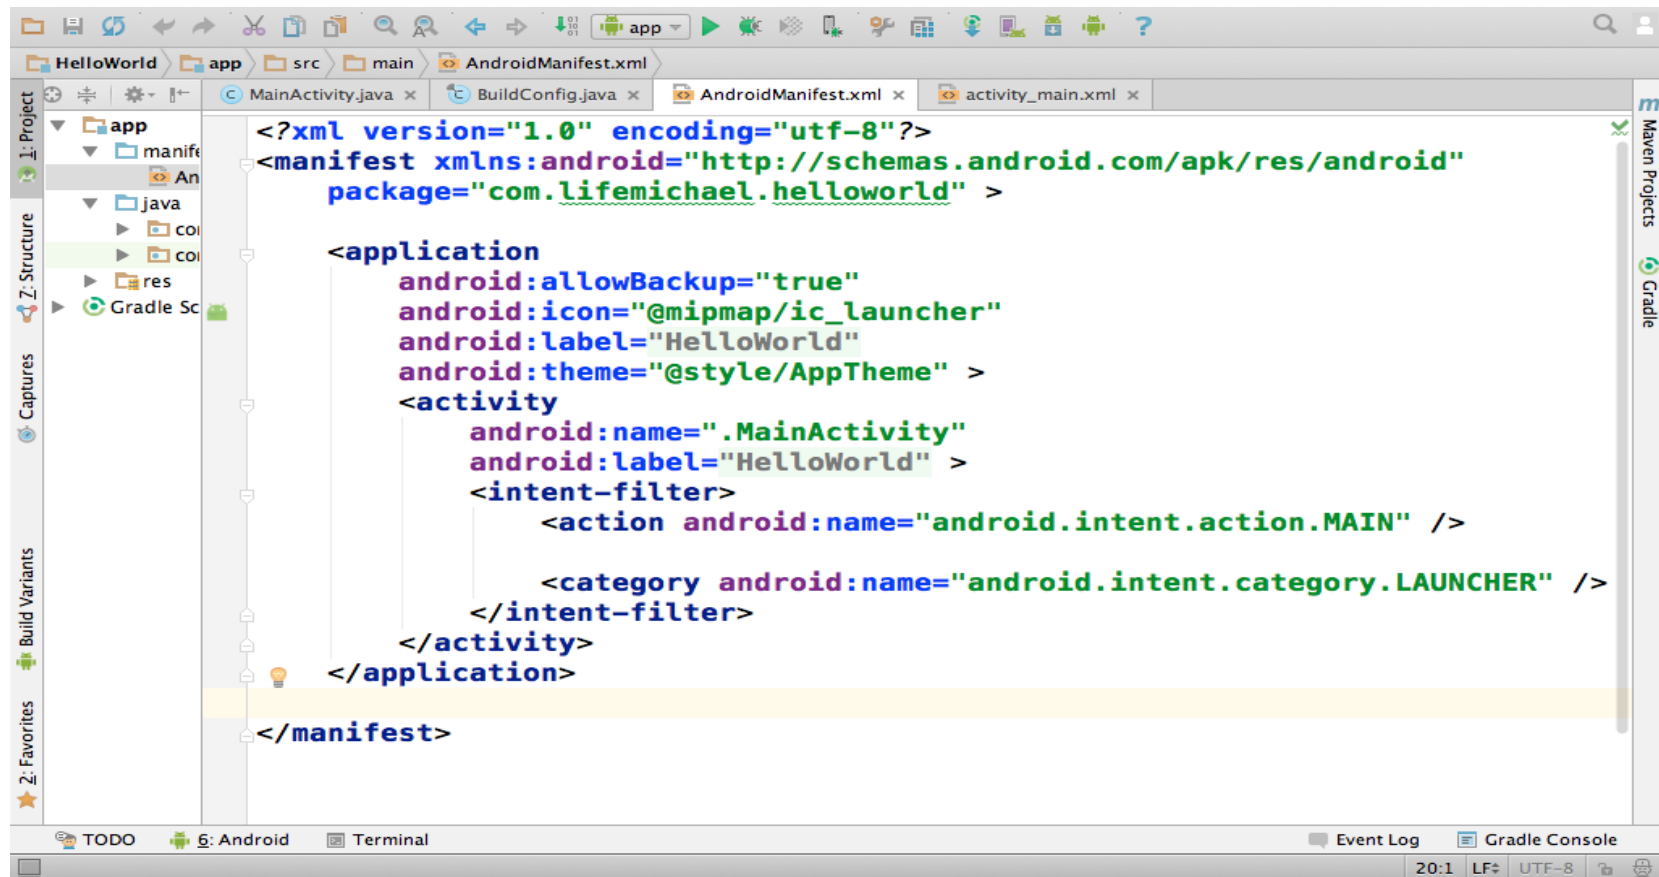 app
HelloWorld app src main AndroidManifest.xml
MainActivity.java BuildConfig.java AndroidManifest.xml activity_main.xml
1: Project
7: Structure
Captures
Build Variants
2: Favorites
app
manife
An
java
co
co
res
Gradle Sc
<?xml version="1.0" encoding="utf-8"?>
<manifest xmlns:android="http://schemas.android.com/apk/res/android"
    package="com.lifemichael.helloworld" >

    <application
        android:allowBackup="true"
        android:icon="@mipmap/ic_launcher"
        android:label="HelloWorld"
        android:theme="@style/AppTheme" >
        <activity
            android:name=".MainActivity"
            android:label="HelloWorld" >
            <intent-filter>
                <action android:name="android.intent.action.MAIN" />

                <category android:name="android.intent.category.LAUNCHER" />
            </intent-filter>
        </activity>
    </application>

</manifest>
Maven Projects
Gradle
TODO 6: Android Terminal Event Log Gradle Console
20:1 LF UTF-8